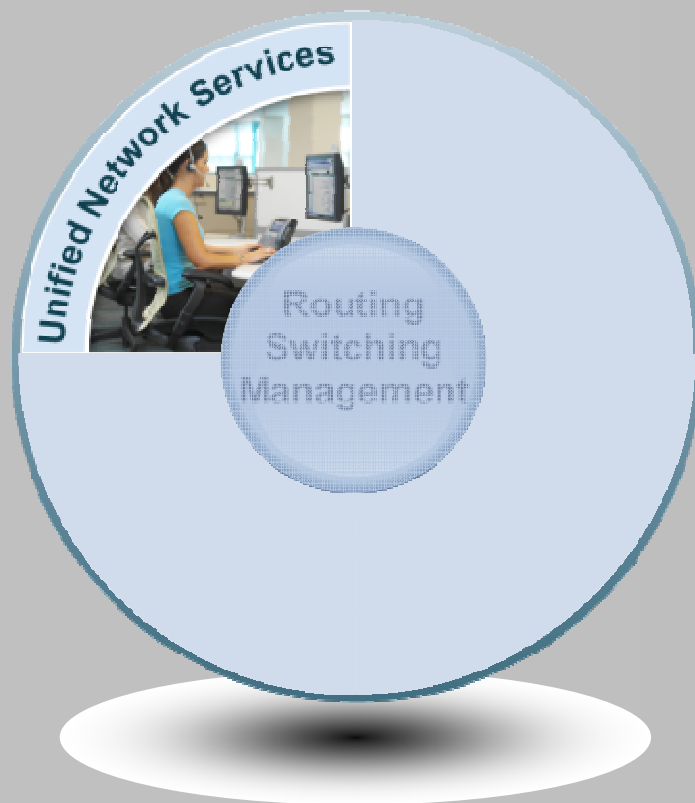 Unified Network Services
Routing
Switching
Management